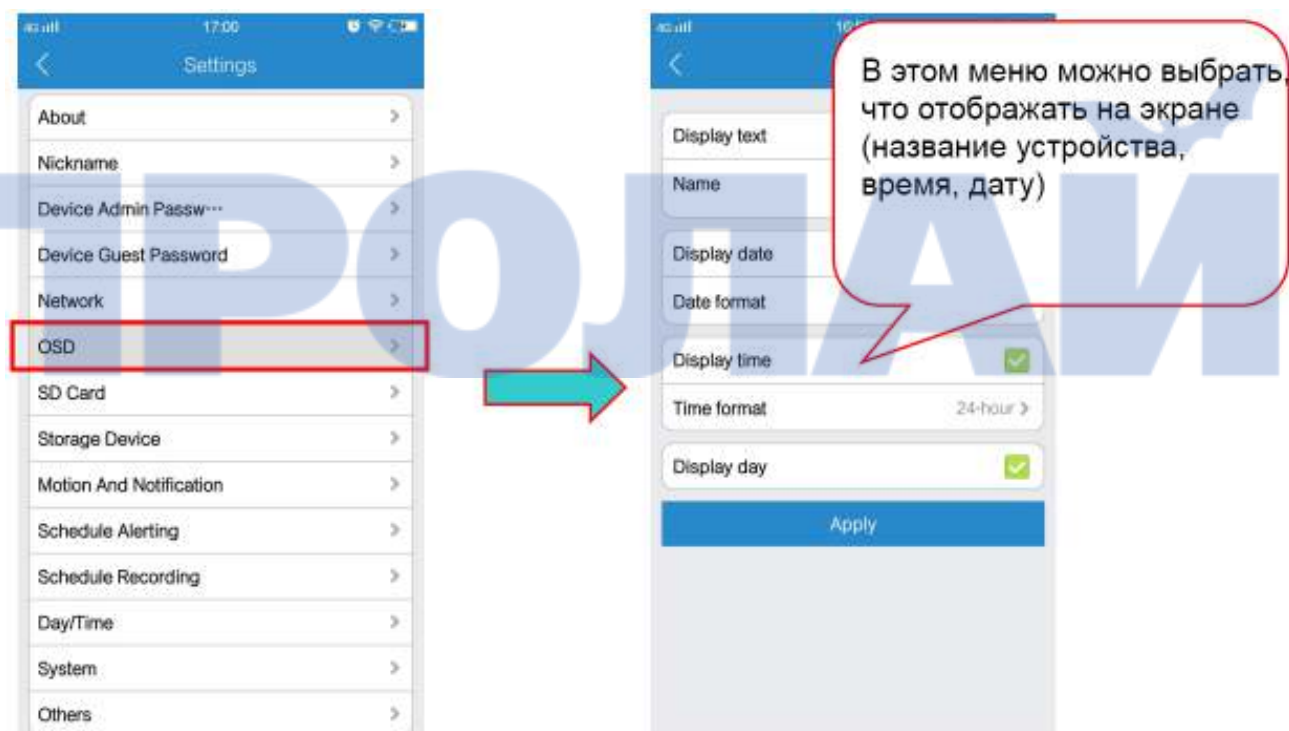 17:00
Settings
About
Nickname
Device Admin Passw···
Device Guest Password
Network
OSD
SD Card
Storage Device
Motion And Notification
Schedule Alerting
Schedule Recording
Day/Time
System
Others
В этом меню можно выбрать,
что отображать на экране
(название устройства,
время, дату)
Display text
Name
Display date
Date format
Display time
Time format 24-hour
Display day
Apply
ПРОЛАЙ